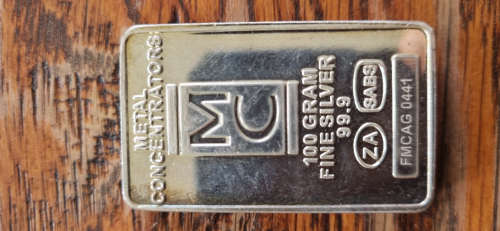 METAL
CONCENTRATORS
MC
100 GRAM
FINE SILVER
99.9
ZA SABS
FMCAG 0441